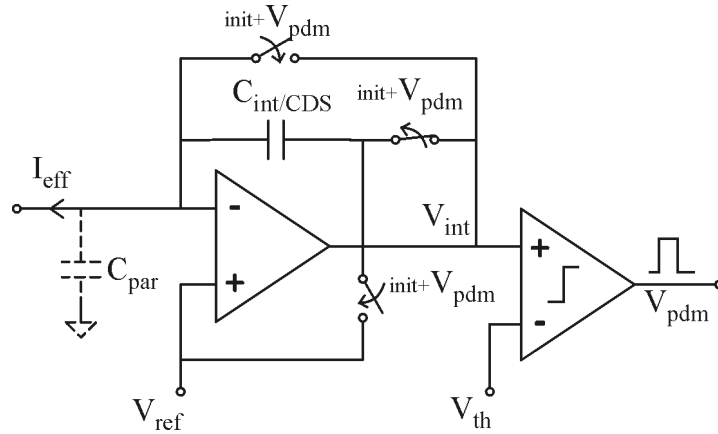 init+Vpdm
Cint/CDS
init+Vpdm
Ieff
-
Vint
+
Cpar
+
init+Vpdm
-
Vpdm
Vref
Vth